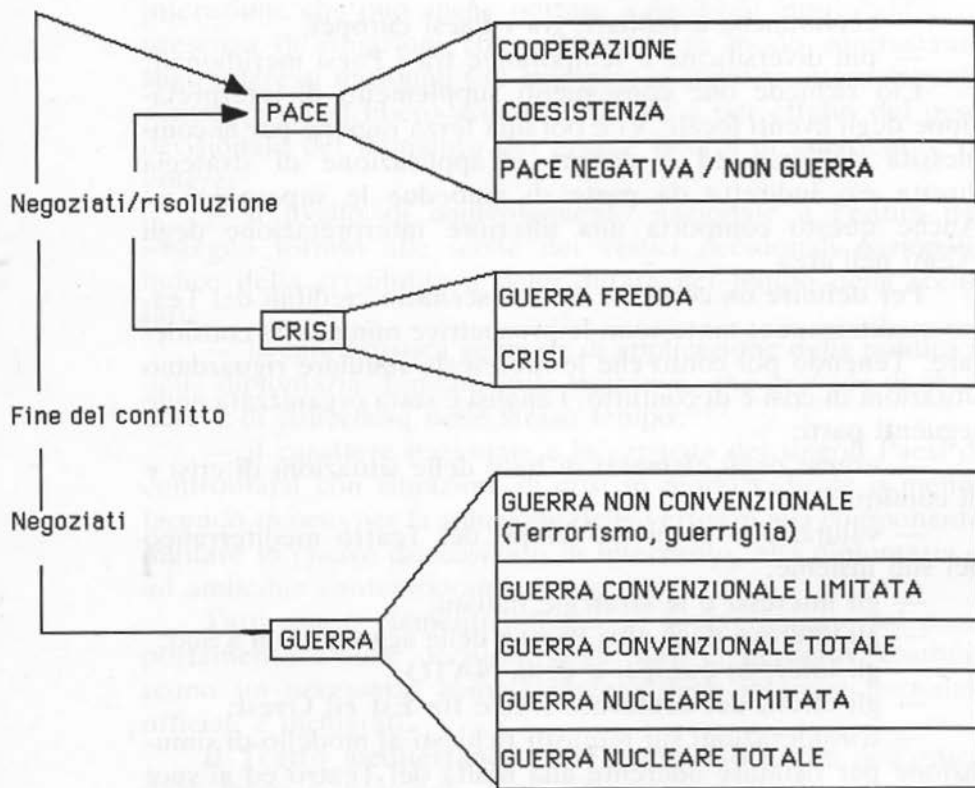 COOPERAZIONE
PACE
COESISTENZA
PACE NEGATIVA / NON GUERRA
Negoziati/risoluzione
GUERRA FREDDA
CRISI
CRISI
Fine del conflitto
GUERRA NON CONVENZIONALE
(Terrorismo, guerriglia)
Negoziati
GUERRA CONVENZIONALE LIMITATA
GUERRA
GUERRA CONVENZIONALE TOTALE
GUERRA NUCLEARE LIMITATA
GUERRA NUCLEARE TOTALE